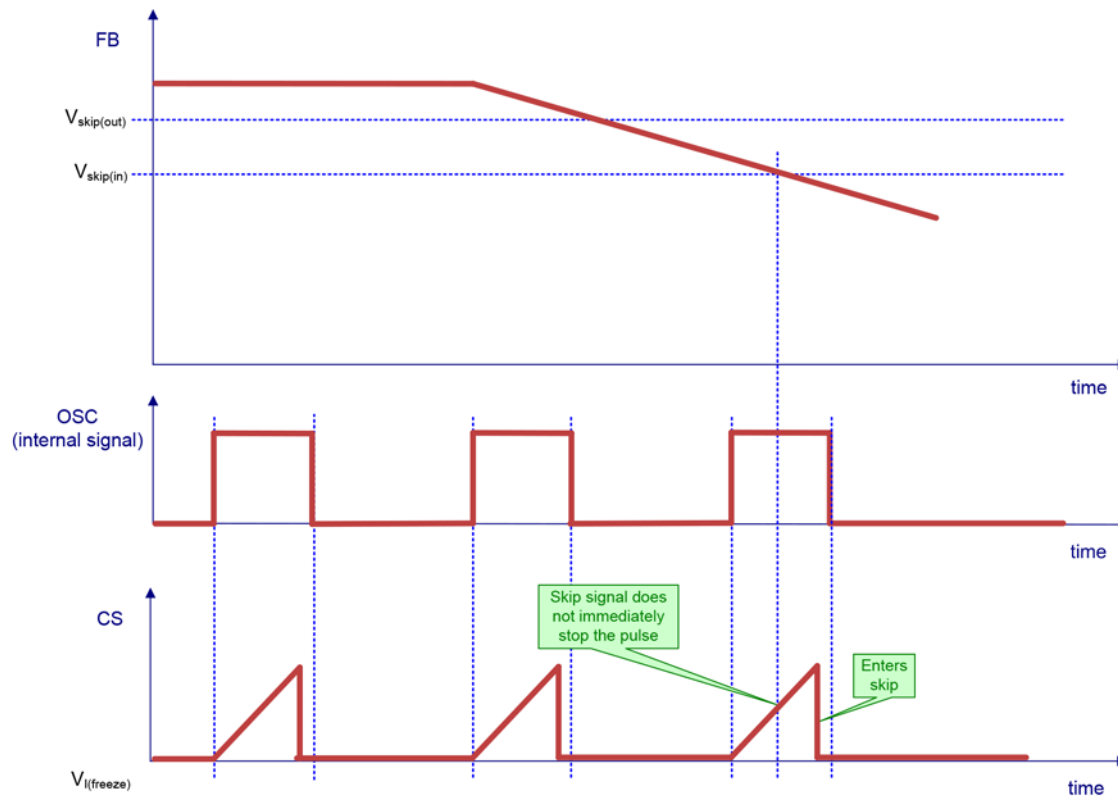 FB
Vskip(out)
Vskip(in)
time
OSC
(internal signal)
time
CS
Skip signal does
not immediately
stop the pulse
Enters
skip
VI(freeze)
time